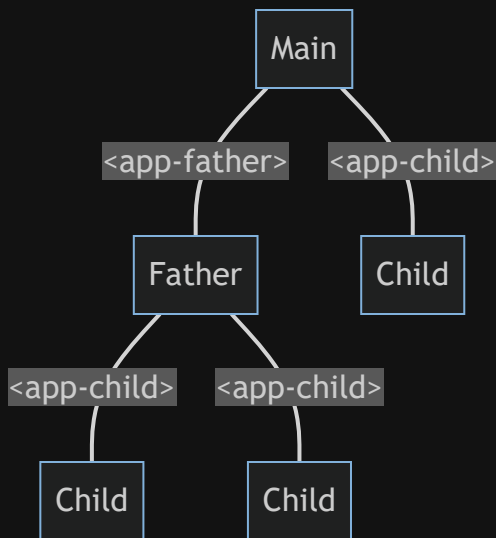 Main
<app-father> <app-child>
Father Child
<app-child> <app-child>
Child Child